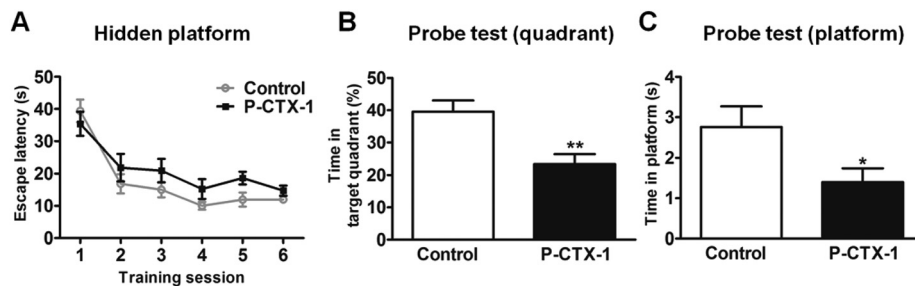 A
Hidden platform
Escape latency (s)
50
40
30
20
10
0
Control
P-CTX-1
1 2 3 4 5 6
Training session
B
Probe test (quadrant)
Time in
target quadrant (%)
50
40
30
20
10
0
**
Control P-CTX-1
C
Probe test (platform)
Time in platform (s)
4
3
2
1
0
*
Control P-CTX-1